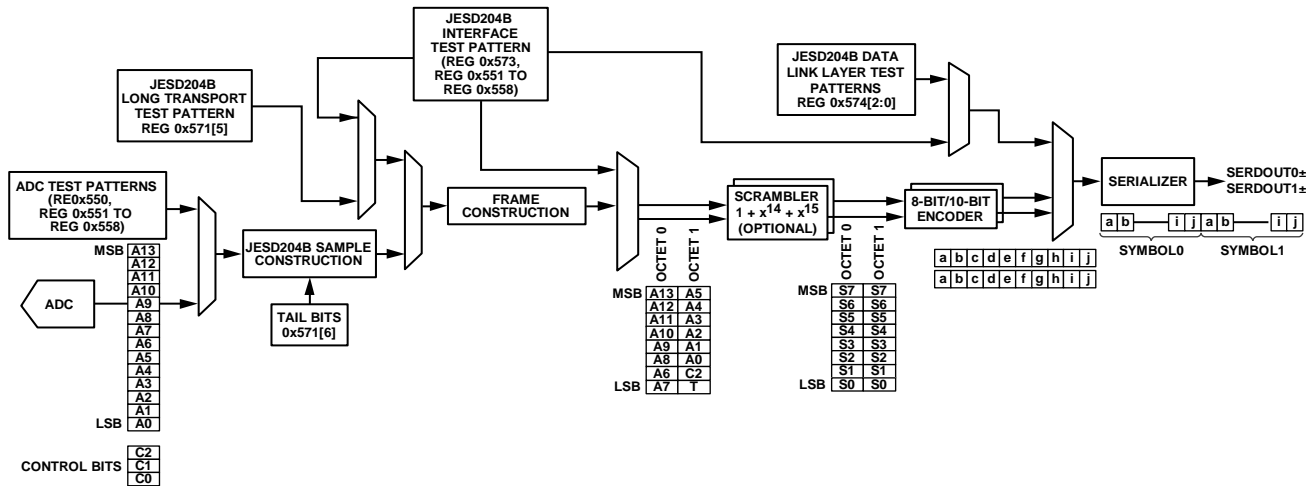 JESD204B
INTERFACE
TEST PATTERN
(REG 0x573,
REG 0x551 TO
REG 0x558)
JESD204B DATA
LINK LAYER TEST
PATTERNS
REG 0x574[2:0]
JESD204B
LONG TRANSPORT
TEST PATTERN
REG 0x571[5]
ADC TEST PATTERNS
(RE0x550,
REG 0x551 TO
REG 0x558)
FRAME
CONSTRUCTION
SCRAMBLER
1 + x14 + x15
(OPTIONAL)
8-BIT/10-BIT
ENCODER
SERIALIZER
SERDOUT0±
SERDOUT1±
a b i j a b i j
SYMBOL0 SYMBOL1
JESD204B SAMPLE
CONSTRUCTION
TAIL BITS
0x571[6]
ADC
MSB A13
A12
A11
A10
A9
A8
A7
A6
A5
A4
A3
A2
A1
LSB A0
CONTROL BITS
C2
C1
C0
OCTET 0
OCTET 1
MSB A13 A5
A12 A4
A11 A3
A10 A2
A9 A1
A8 A0
A6 C2
LSB A7 T
OCTET 0
OCTET 1
MSB S7 S7
S6 S6
S5 S5
S4 S4
S3 S3
S2 S2
S1 S1
LSB S0 S0
a b c d e f g h i j
a b c d e f g h i j